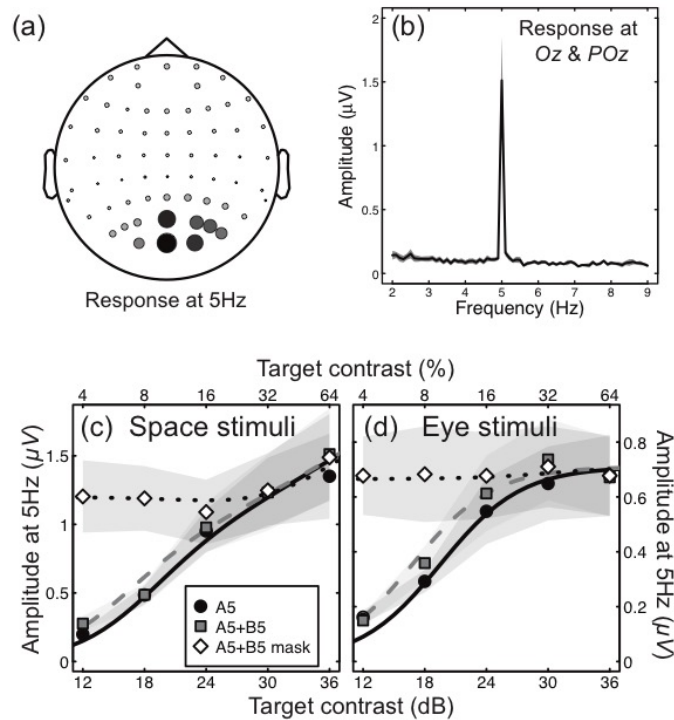 (a)
Response at 5Hz
(b)
Response at
Oz & POz
Amplitude (µV)
2
1.5
1
0.5
0
2 3 4 5 6 7 8 9
Frequency (Hz)
Target contrast (%)
4 8 16 32 64
4 8 16 32 64
(c) Space stimuli
(d) Eye stimuli
Amplitude at 5Hz (µV)
1.5
1
0.5
0
A5
A5+B5
A5+B5 mask
0.8
0.6
0.4
0.2
0
Amplitude at 5Hz (µV)
12 18 24 30 36
12 18 24 30 36
Target contrast (dB)
Target contrast (dB)